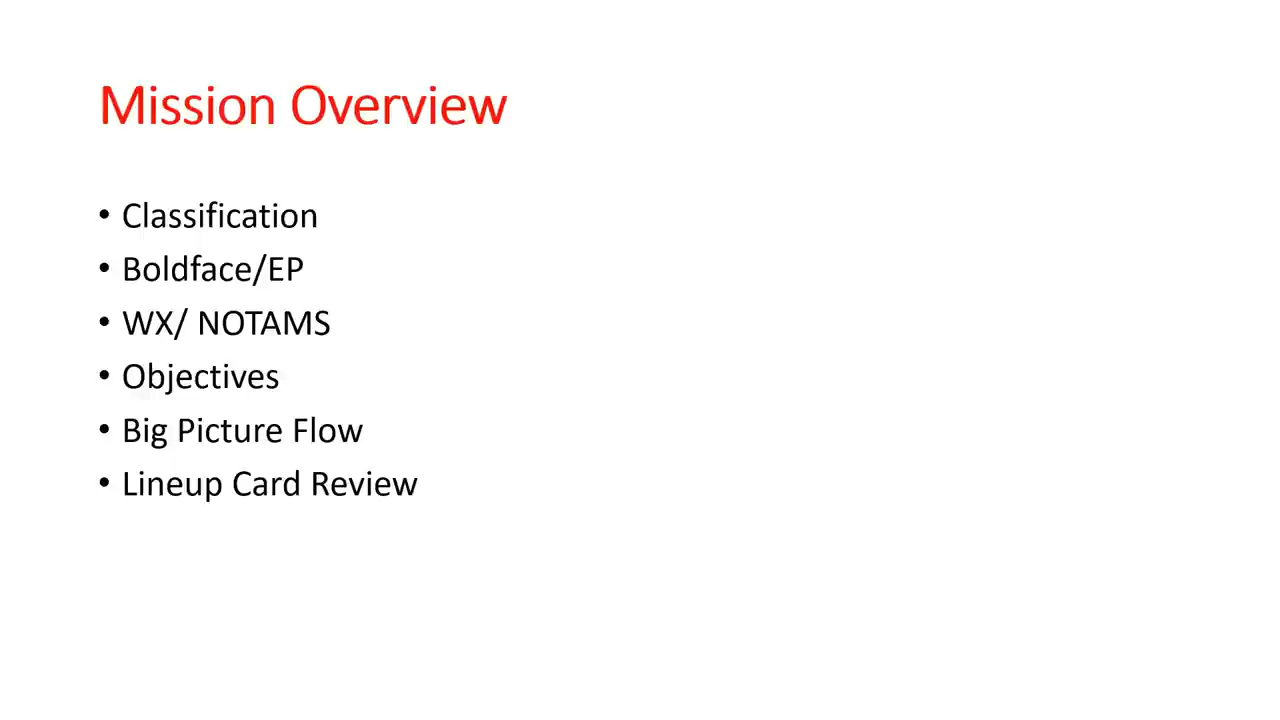 Mission Overview
• Classification
• Boldface/EP
• WX/ NOTAMS
• Objectives
• Big Picture Flow
• Lineup Card Review